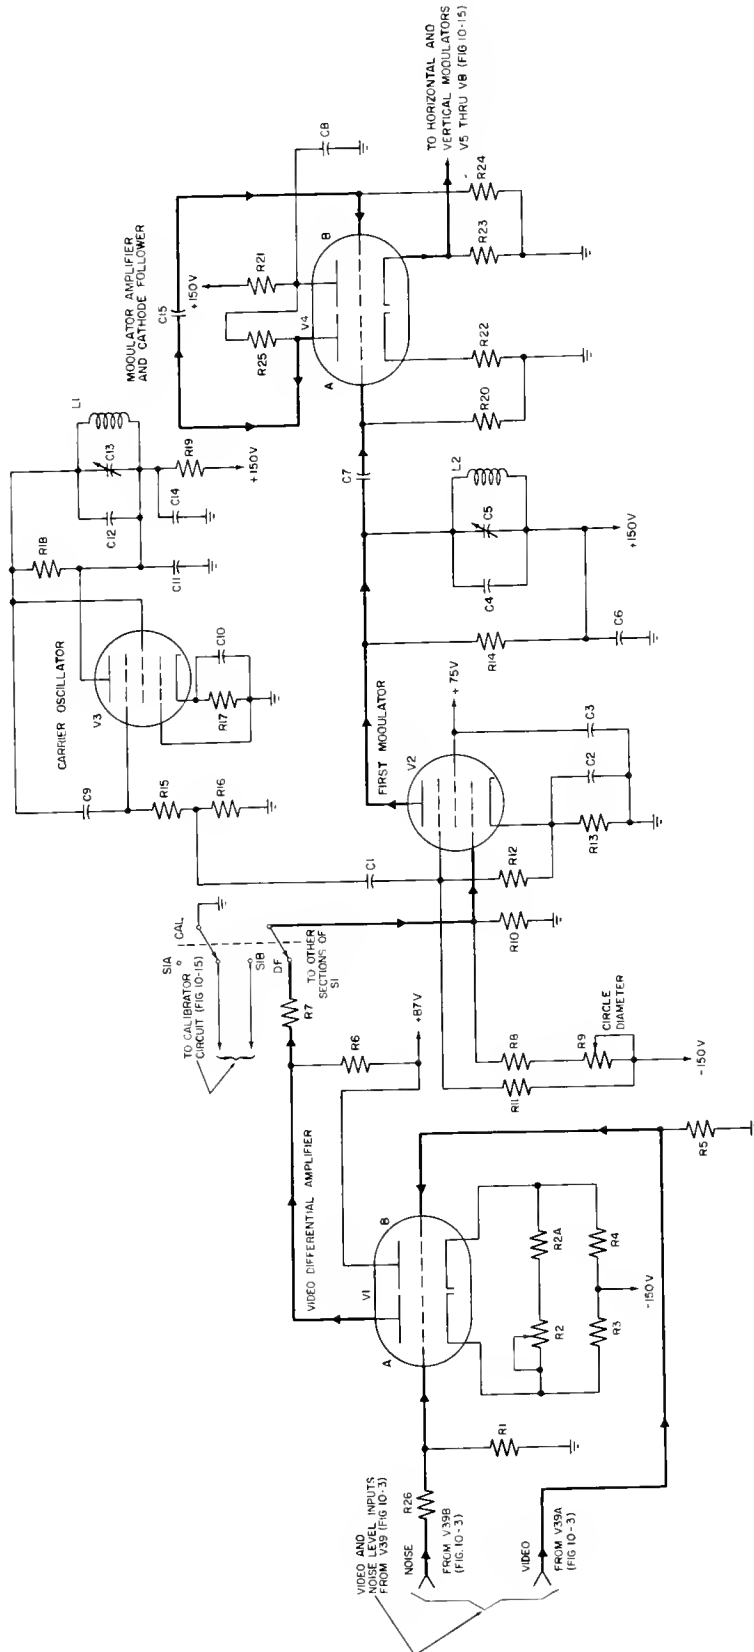 VIDEO AND
NOISE LEVEL INPUTS
FROM V39 (FIG 10-3)
NOISE
FROM V39B
(FIG. 10-3)
VIDEO
FROM V39A
(FIG 10-3)
R26
R1
VIDEO DIFFERENTIAL AMPLIFIER
V1
A
B
R2
R2A
R3
R4
-150V
R5
R6
+87V
R7
TO CALIBRATOR
CIRCUIT (FIG 10-15)
S1A
CAL
S1B
DF
TO OTHER
SECTIONS OF
S1
R8
R9
CIRCLE
DIAMETER
R11
-150V
R10
R12
R13
C1
C2
C3
FIRST MODULATOR
V2
+75V
CARRIER OSCILLATOR
V3
C9
R15
R16
R17
C10
R18
C11
C12
C13
L1
C14
R19
+150V
R14
C4
C5
L2
C6
+150V
C7
MODULATOR AMPLIFIER
AND CATHODE FOLLOWER
C15
+150V
R21
R25
V4
A
B
C8
R20
R22
R23
R24
TO HORIZONTAL AND
VERTICAL MODULATORS
V5 THRU V8 (FIG 10-15)